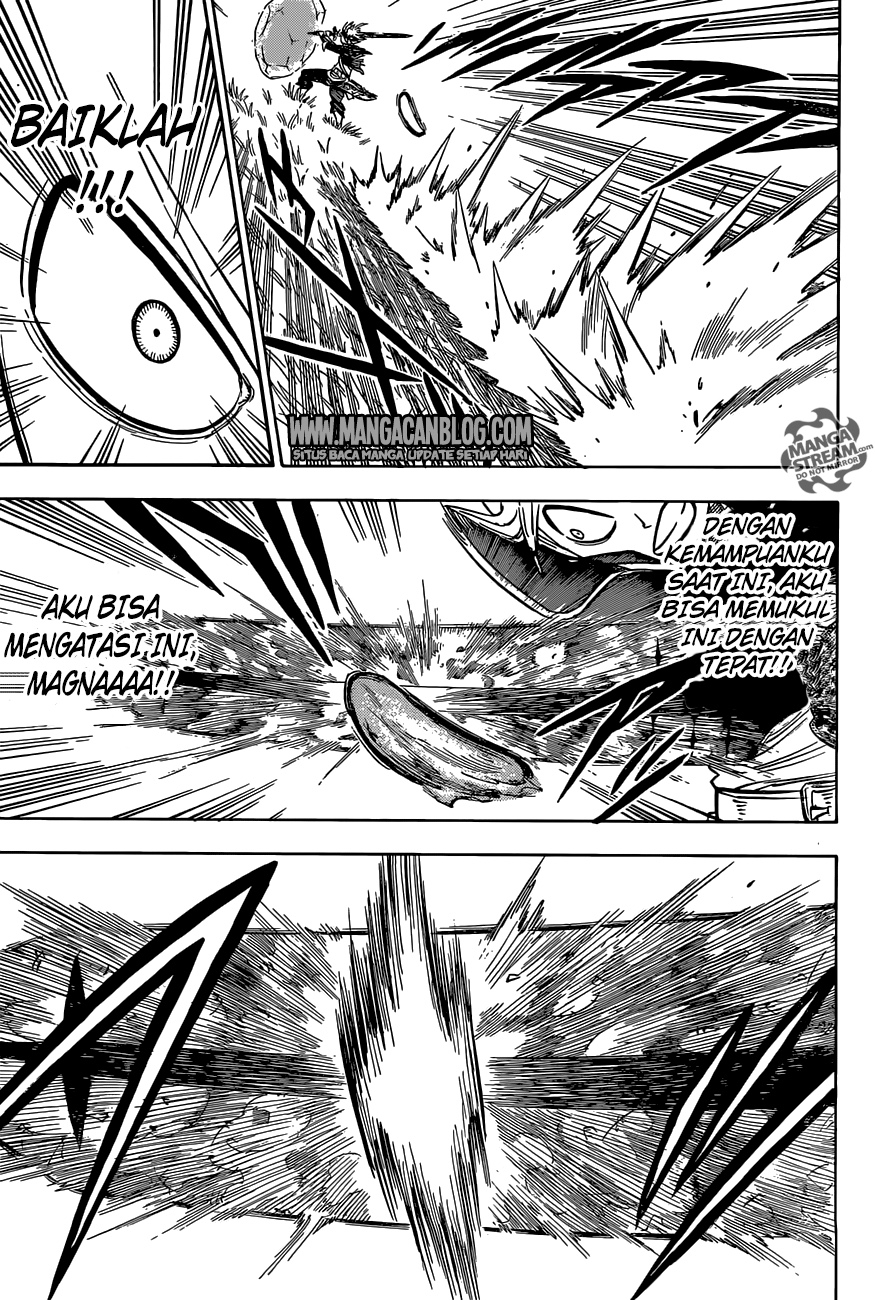 BAIKLAH
!!!
WWW.MANGACANBLOG.COM
SITUS BACA MANGA UPDATE SETIAP HARI
MANGA
STREAM.com
DO NOT MIRROR
DENGAN
KEMAMPUANKU
SAAT INI, AKU
BISA MEMUKUL
INI DENGAN
TEPAT!!
AKU BISA
MENGATASI INI,
MAGNAAAA!!